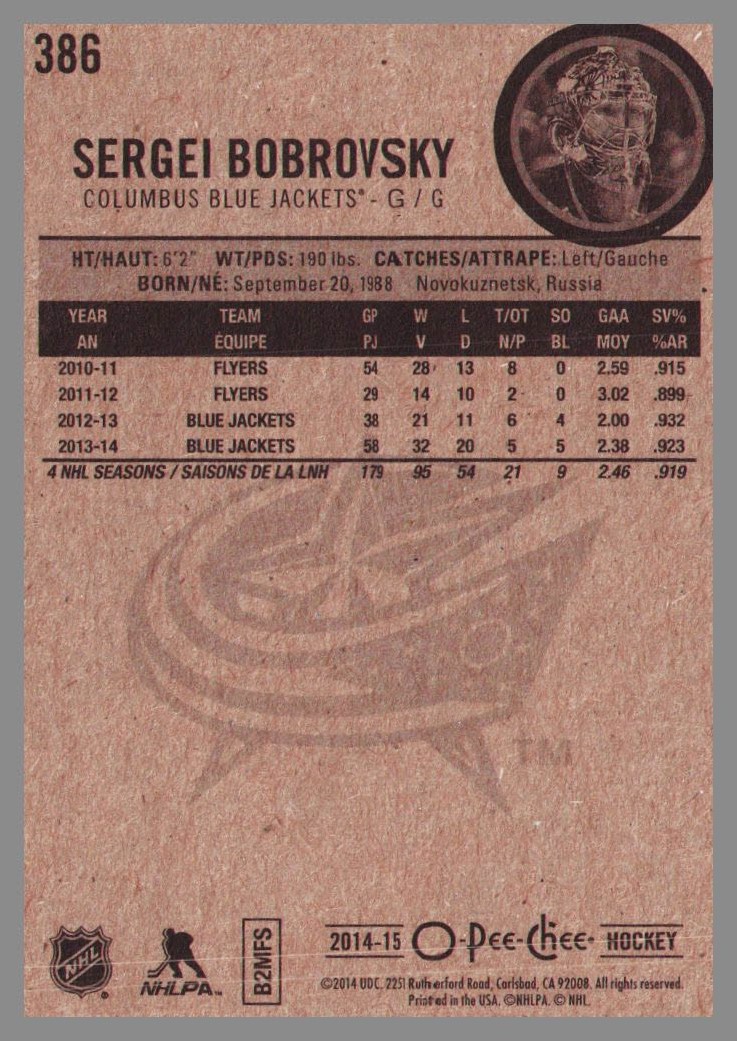 386
SERGEI BOBROVSKY
COLUMBUS BLUE JACKETS® - G / G
HT/HAUT: 6'2" WT/PDS: 190 lbs. CATCHES/ATTRAPE: Left/Gauche
BORN/NÉ: September 20, 1988 Novokuznetsk, Russia
YEAR TEAM GP W L T/OT SO GAA SV%
AN ÉQUIPE PJ V D N/P BL MOY %AR
2010-11 FLYERS 54 28 13 8 0 2.59 .915
2011-12 FLYERS 29 14 10 2 0 3.02 .899
2012-13 BLUE JACKETS 38 21 11 6 4 2.00 .932
2013-14 BLUE JACKETS 58 32 20 5 5 2.38 .923
4 NHL SEASONS / SAISONS DE LA LNH 179 95 54 21 9 2.46 .919
TM
NHL ®
NHLPA™
B2MFS
2014-15 O-Pee-Chee® HOCKEY
©2014 UDC. 2251 Rutherford Road, Carlsbad, CA 92008. All rights reserved.
Printed in the USA. ©NHLPA. © NHL.